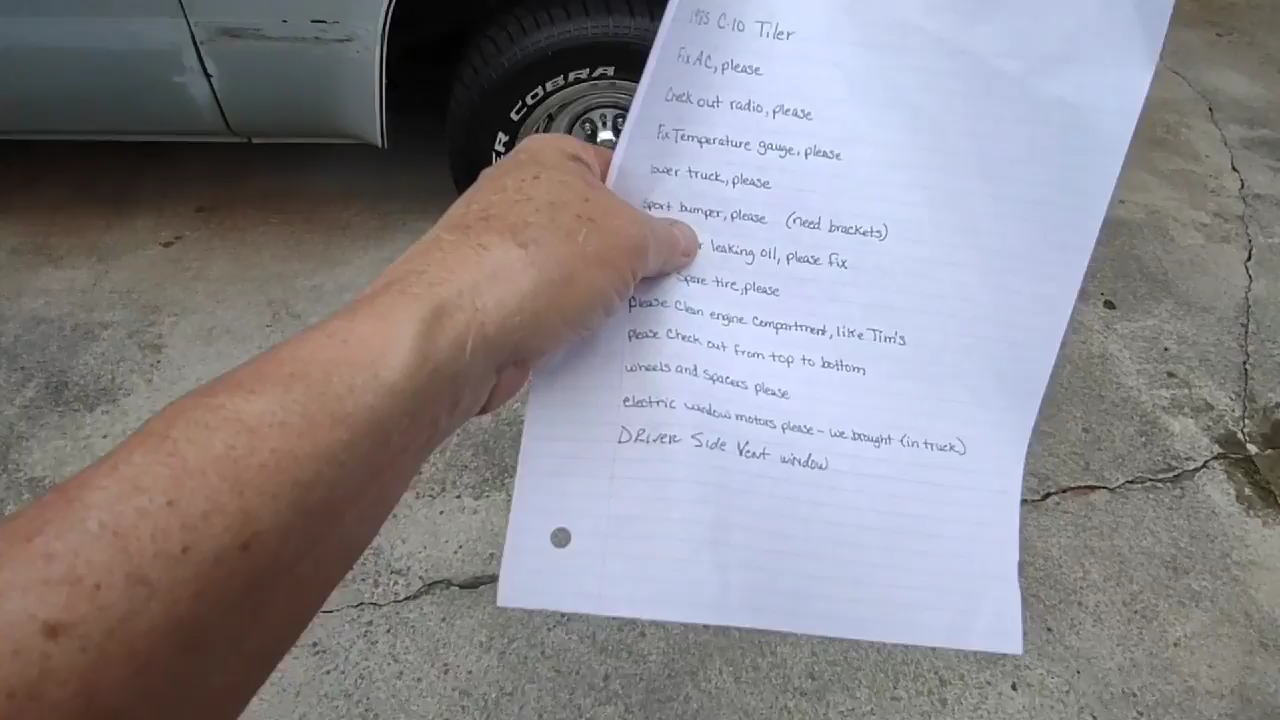 COBRA
1985 C-10 Tiler
Fix AC, please
Check out radio, please
Fix Temperature gauge, please
lower truck, please
Sport bumper, please (need brackets)
leaking oil, please fix
Spare tire, please
please Clean engine compartment, like Tim's
please Check out from top to bottom
wheels and spacers please
electric window motors please - we brought (in truck)
DRIVER Side Vent window